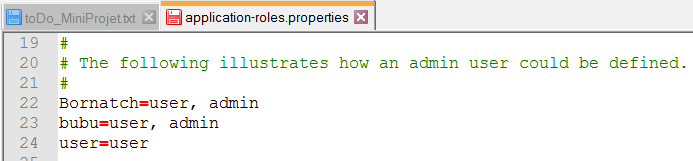 toDo_MiniProjet.txt application-roles.properties
19 #
20 # The following illustrates how an admin user could be defined.
21 #
22 Bornatch=user, admin
23 bubu=user, admin
24 user=user